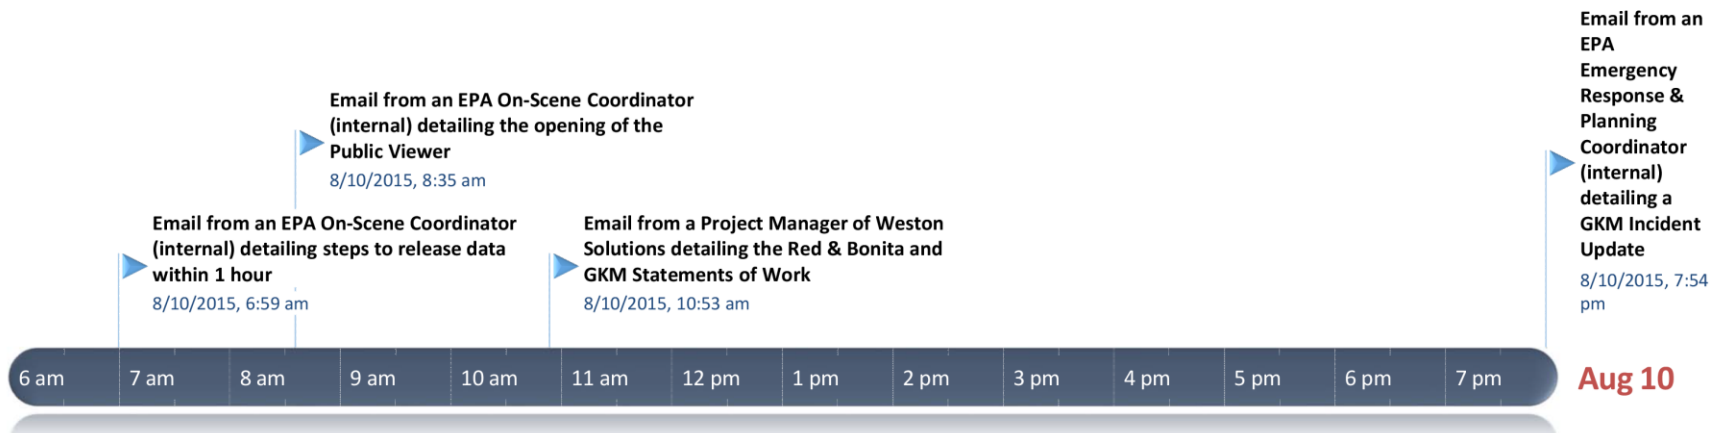 Email from an
EPA
Emergency
Response &
Planning
Coordinator
(internal)
detailing a
GKM Incident
Update
8/10/2015, 7:54
pm
Email from an EPA On-Scene Coordinator
(internal) detailing the opening of the
Public Viewer
8/10/2015, 8:35 am
Email from an EPA On-Scene Coordinator
(internal) detailing steps to release data
within 1 hour
8/10/2015, 6:59 am
Email from a Project Manager of Weston
Solutions detailing the Red & Bonita and
GKM Statements of Work
8/10/2015, 10:53 am
6 am 7 am 8 am 9 am 10 am 11 am 12 pm 1 pm 2 pm 3 pm 4 pm 5 pm 6 pm 7 pm Aug 10